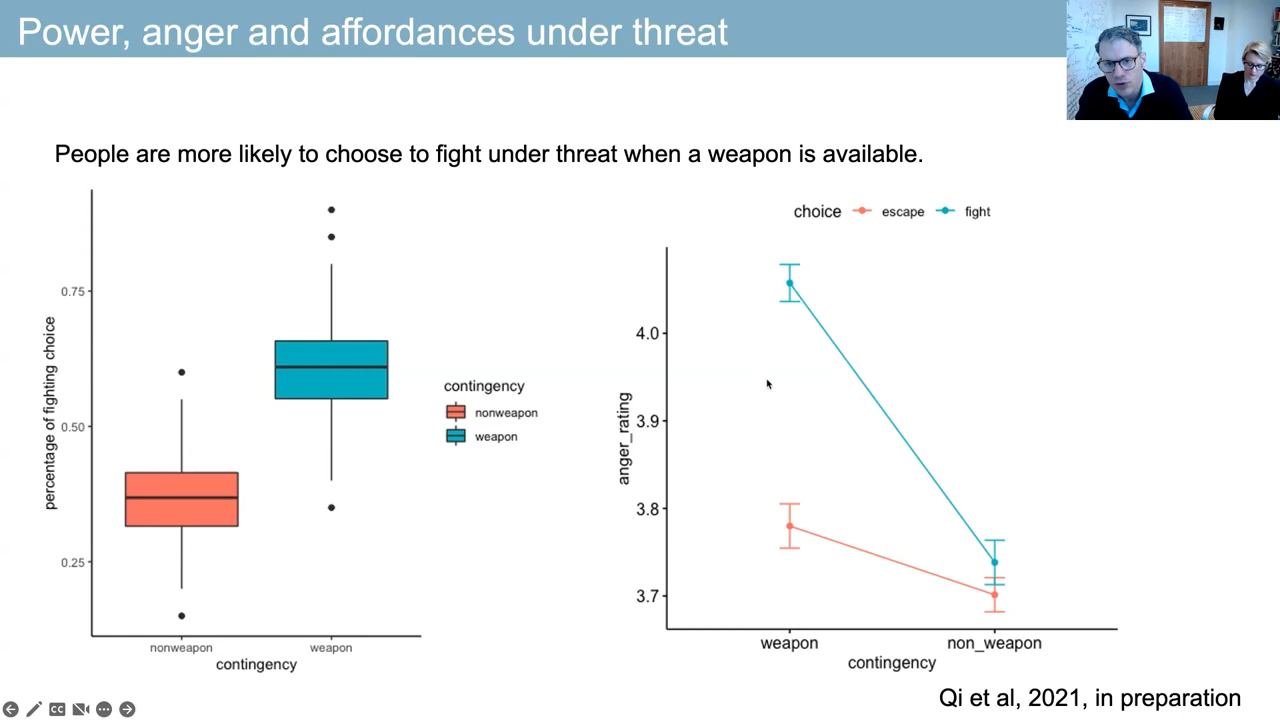 Power, anger and affordances under threat
People are more likely to choose to fight under threat when a weapon is available.
percentage of fighting choice
0.75
0.50
0.25
nonweapon
weapon
contingency
contingency
nonweapon
weapon
choice
escape
fight
anger_rating
4.0
3.9
3.8
3.7
weapon
non_weapon
contingency
Qi et al, 2021, in preparation
CC